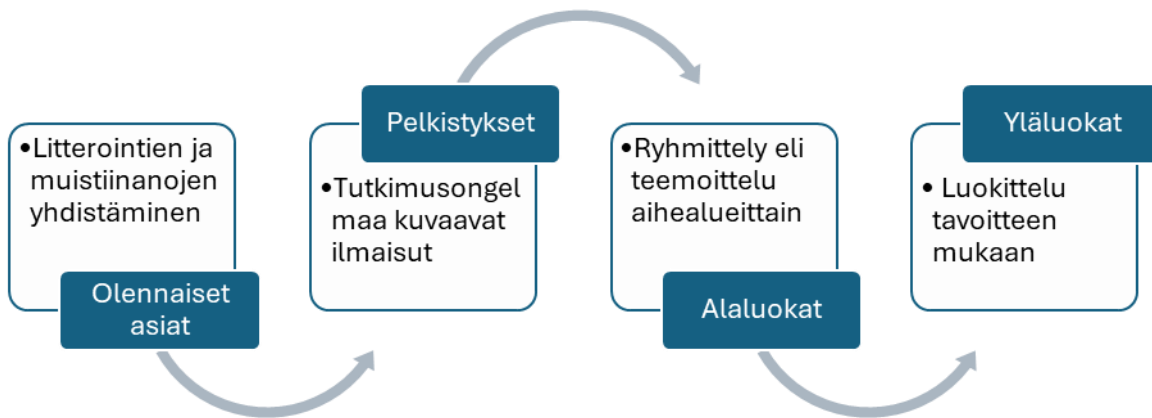 •Litterointien ja
muistiinanojen
yhdistäminen
Olennaiset
asiat
Pelkistykset
•Tutkimusongel
maa kuvaavat
ilmaisut
•Ryhmittely eli
teemoittelu
aihealueittain
Alaluokat
Yläluokat
• Luokittelu
tavoitteen
mukaan